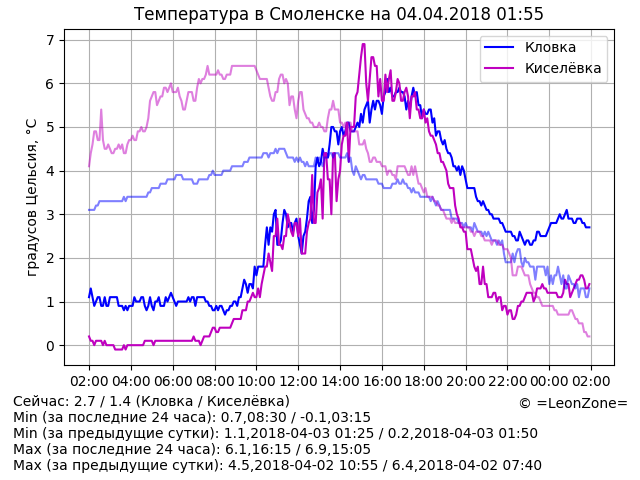 Температура в Смоленске на 04.04.2018 01:55
Кловка
Киселёвка
градусов Цельсия, °C
7
6
5
4
3
2
1
0
02:00 04:00 06:00 08:00 10:00 12:00 14:00 16:00 18:00 20:00 22:00 00:00 02:00
Сейчас: 2.7 / 1.4 (Кловка / Киселёвка)
© =LeonZone=
Min (за последние 24 часа): 0.7,08:30 / -0.1,03:15
Min (за предыдущие сутки): 1.1,2018-04-03 01:25 / 0.2,2018-04-03 01:50
Max (за последние 24 часа): 6.1,16:15 / 6.9,15:05
Max (за предыдущие сутки): 4.5,2018-04-02 10:55 / 6.4,2018-04-02 07:40